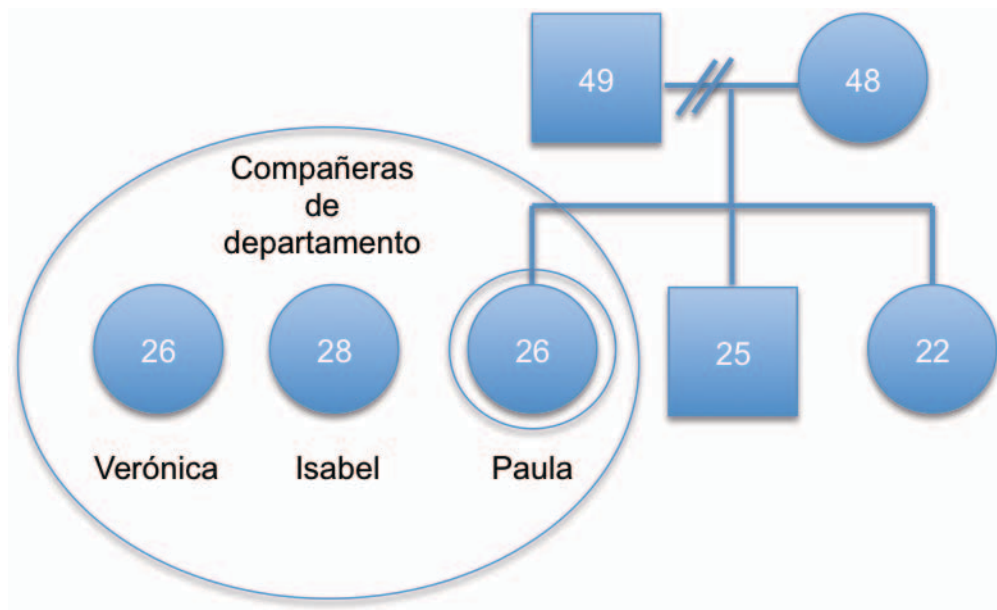 49
48
Compañeras
de
departamento
26
28
26
25
22
Verónica
Isabel
Paula